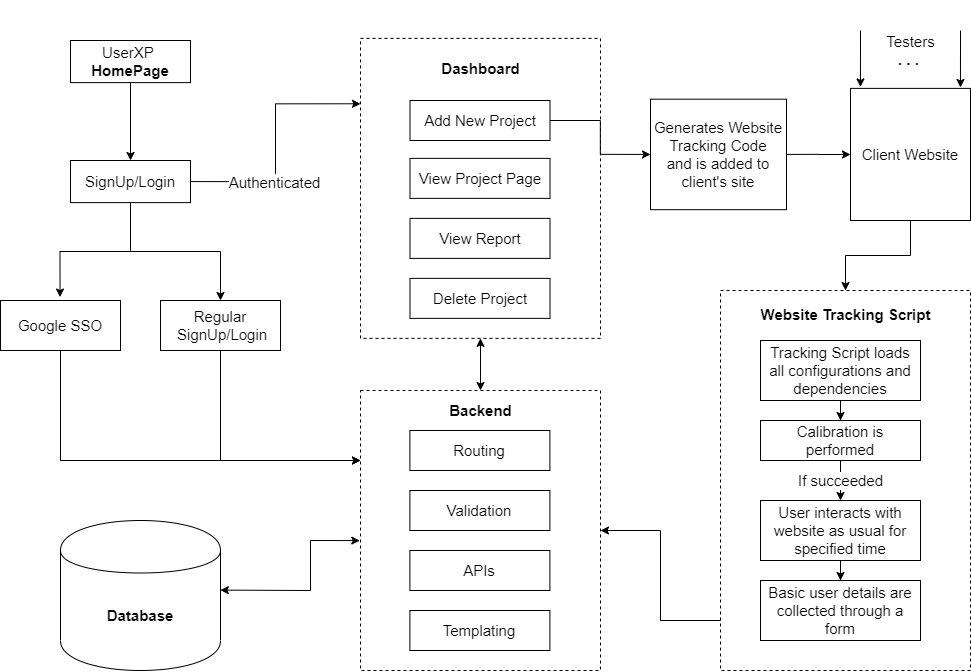 UserXP
HomePage
SignUp/Login
Authenticated
Google SSO
Regular
SignUp/Login
Dashboard
Add New Project
View Project Page
View Report
Delete Project
Generates Website
Tracking Code
and is added to
client's site
Testers
. . .
Client Website
Website Tracking Script
Tracking Script loads
all configurations and
dependencies
Calibration is
performed
If succeeded
User interacts with
website as usual for
specified time
Basic user details are
collected through a
form
Backend
Routing
Validation
APIs
Templating
Database